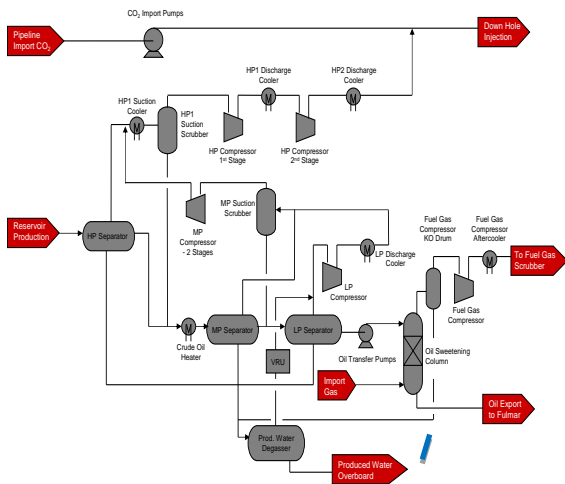 CO2 Import Pumps
Pipeline
Import CO2
Down Hole
Injection
HP1 Discharge
Cooler
HP2 Discharge
Cooler
HP1 Suction
Cooler
M
M
M
HP1
Suction
Scrubber
HP Compressor
1st Stage
HP Compressor
2nd Stage
MP Suction
Scrubber
Reservoir
Production
HP Separator
MP
Compressor
- 2 Stages
M
LP Discharge
Cooler
LP
Compressor
Fuel Gas
Compressor
KO Drum
Fuel Gas
Compressor
Aftercooler
M
To Fuel Gas
Scrubber
Fuel Gas
Compressor
M
Crude Oil
Heater
MP Separator
LP Separator
Oil Transfer Pumps
Oil Sweetening
Column
VRU
Import
Gas
Oil Export
to Fulmar
Prod. Water
Degasser
Produced Water
Overboard